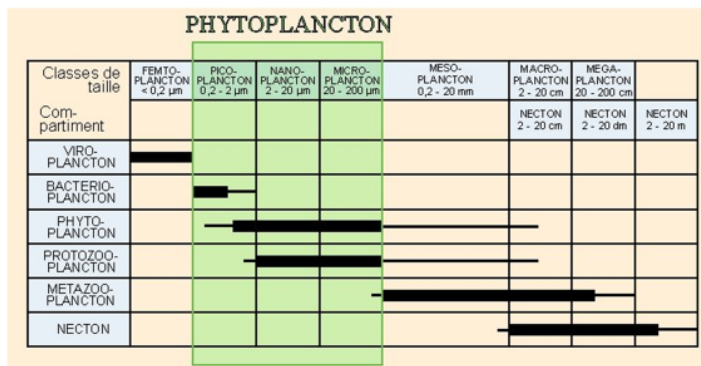 PHYTOPLANCTON
Classes de
taille
FEMTO-
PLANCTON
< 0,2 µm
PICO-
PLANCTON
0,2 - 2 µm
NANO-
PLANCTON
2 - 20 µm
MICRO-
PLANCTON
20 - 200 µm
MESO-
PLANCTON
0,2 - 20 mm
MACRO-
PLANCTON
2 - 20 cm
MEGA-
PLANCTON
20 - 200 cm
Com-
partiment
NECTON
2 - 20 cm
NECTON
2 - 20 dm
NECTON
2 - 20 m
VIRO-
PLANCTON
BACTERIO-
PLANCTON
PHYTO-
PLANCTON
PROTOZOO-
PLANCTON
METAZOO-
PLANCTON
NECTON